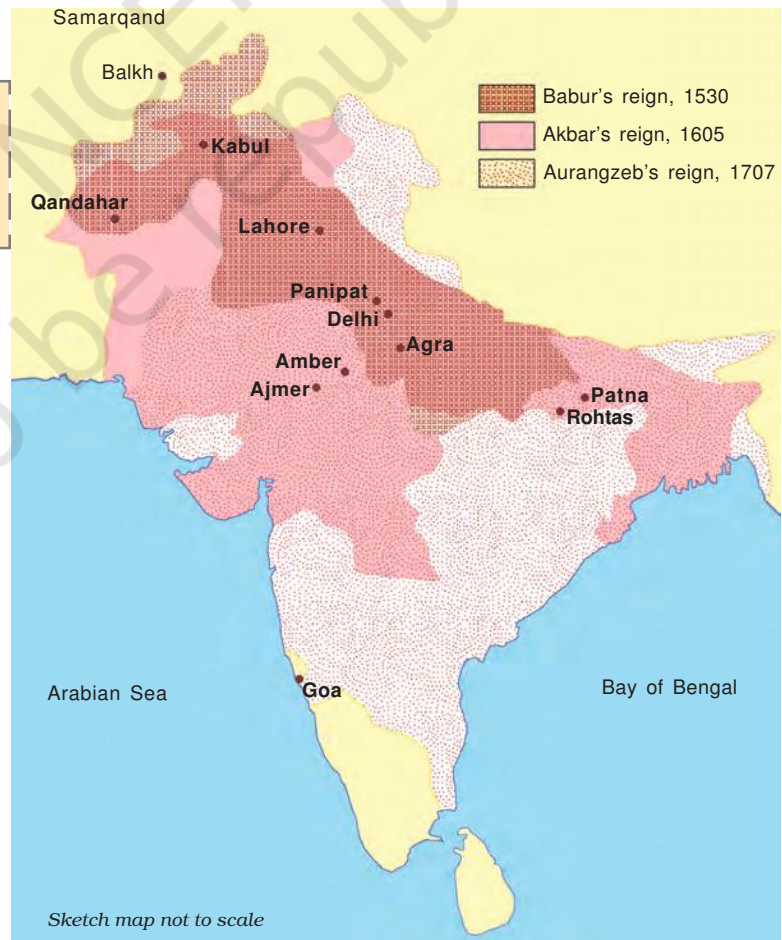 Samarqand
Balkh
Babur's reign, 1530
Akbar's reign, 1605
Aurangzeb's reign, 1707
Kabul
Qandahar
Lahore
Panipat
Delhi
Agra
Amber
Ajmer
Patna
Rohtas
Goa
Arabian Sea
Bay of Bengal
Sketch map not to scale